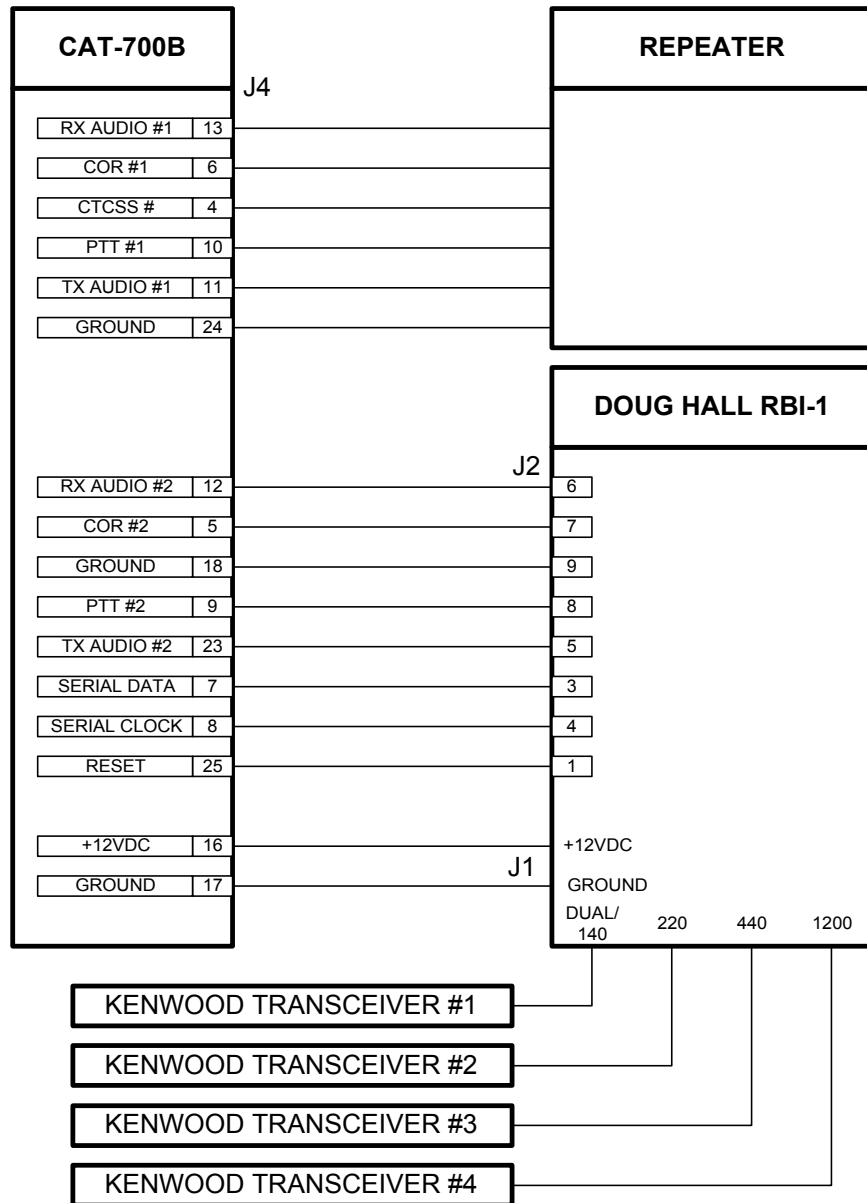 CAT-700B
REPEATER
J4
RX AUDIO #1 13
COR #1 6
CTCSS # 4
PTT #1 10
TX AUDIO #1 11
GROUND 24
DOUG HALL RBI-1
J2
RX AUDIO #2 12 6
COR #2 5 7
GROUND 18 9
PTT #2 9 8
TX AUDIO #2 23 5
SERIAL DATA 7 3
SERIAL CLOCK 8 4
RESET 25 1
+12VDC 16 +12VDC
J1
GROUND 17 GROUND
DUAL/
140 220 440 1200
KENWOOD TRANSCEIVER #1
KENWOOD TRANSCEIVER #2
KENWOOD TRANSCEIVER #3
KENWOOD TRANSCEIVER #4